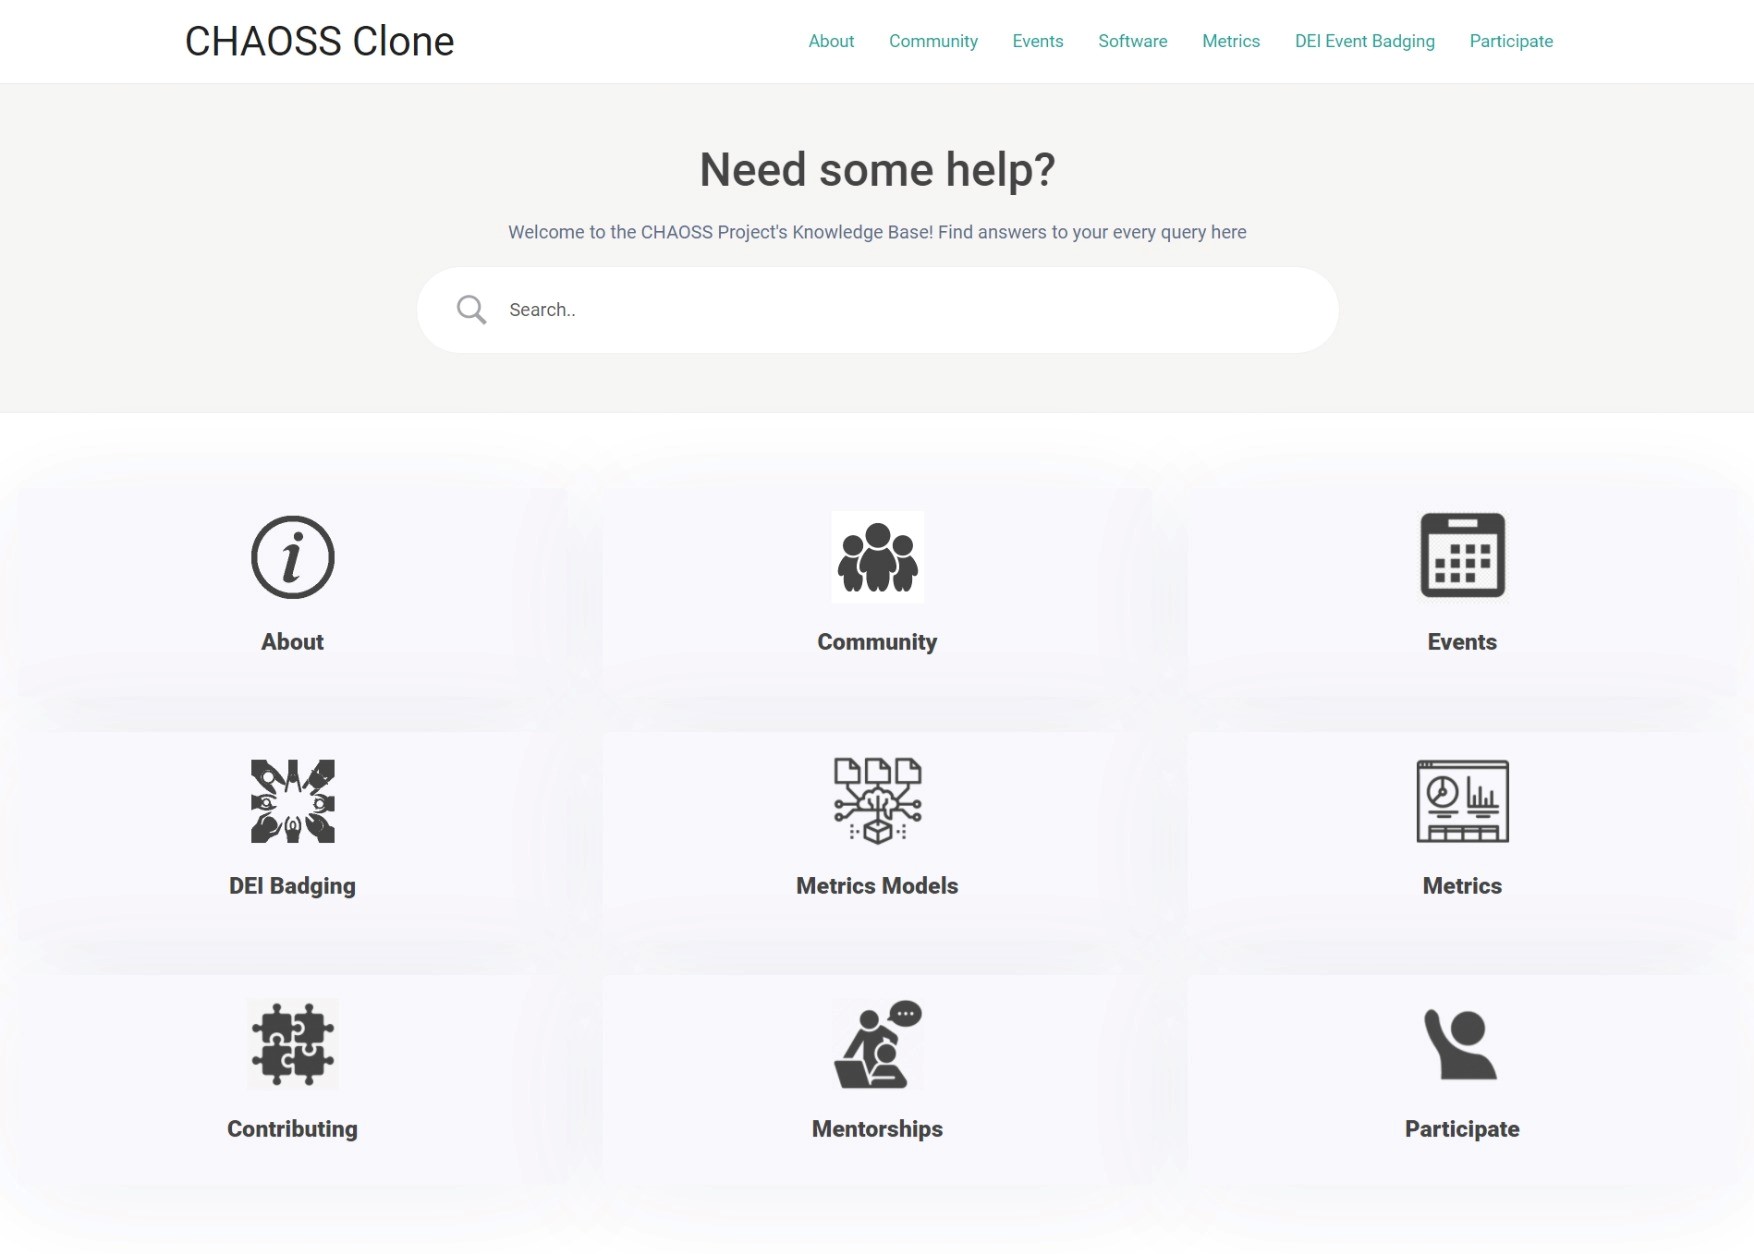 CHAOSS Clone
About Community Events Software Metrics DEI Event Badging Participate
Need some help?
Welcome to the CHAOSS Project's Knowledge Base! Find answers to your every query here
Search..
About Community Events
DEI Badging Metrics Models Metrics
Contributing Mentorships Participate